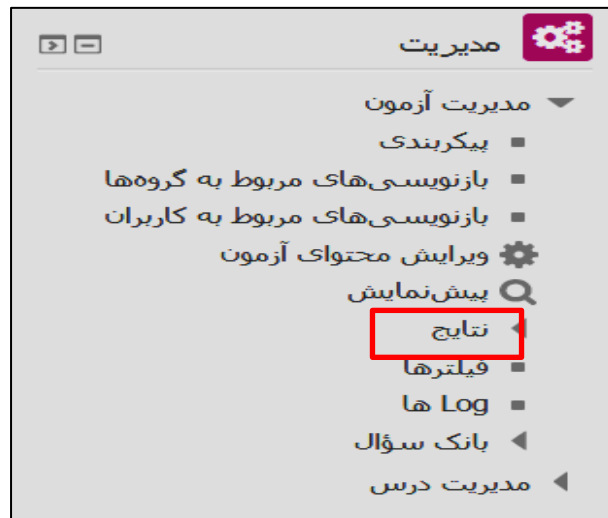 مدیریت
مدیریت آزمون
پیکربندی
بازنویسی‌های مربوط به گروه‌ها
بازنویسی‌های مربوط به کاربران
ویرایش محتوای آزمون
پیش‌نمایش
نتایج
فیلترها
Log ها
بانک سؤال
مدیریت درس